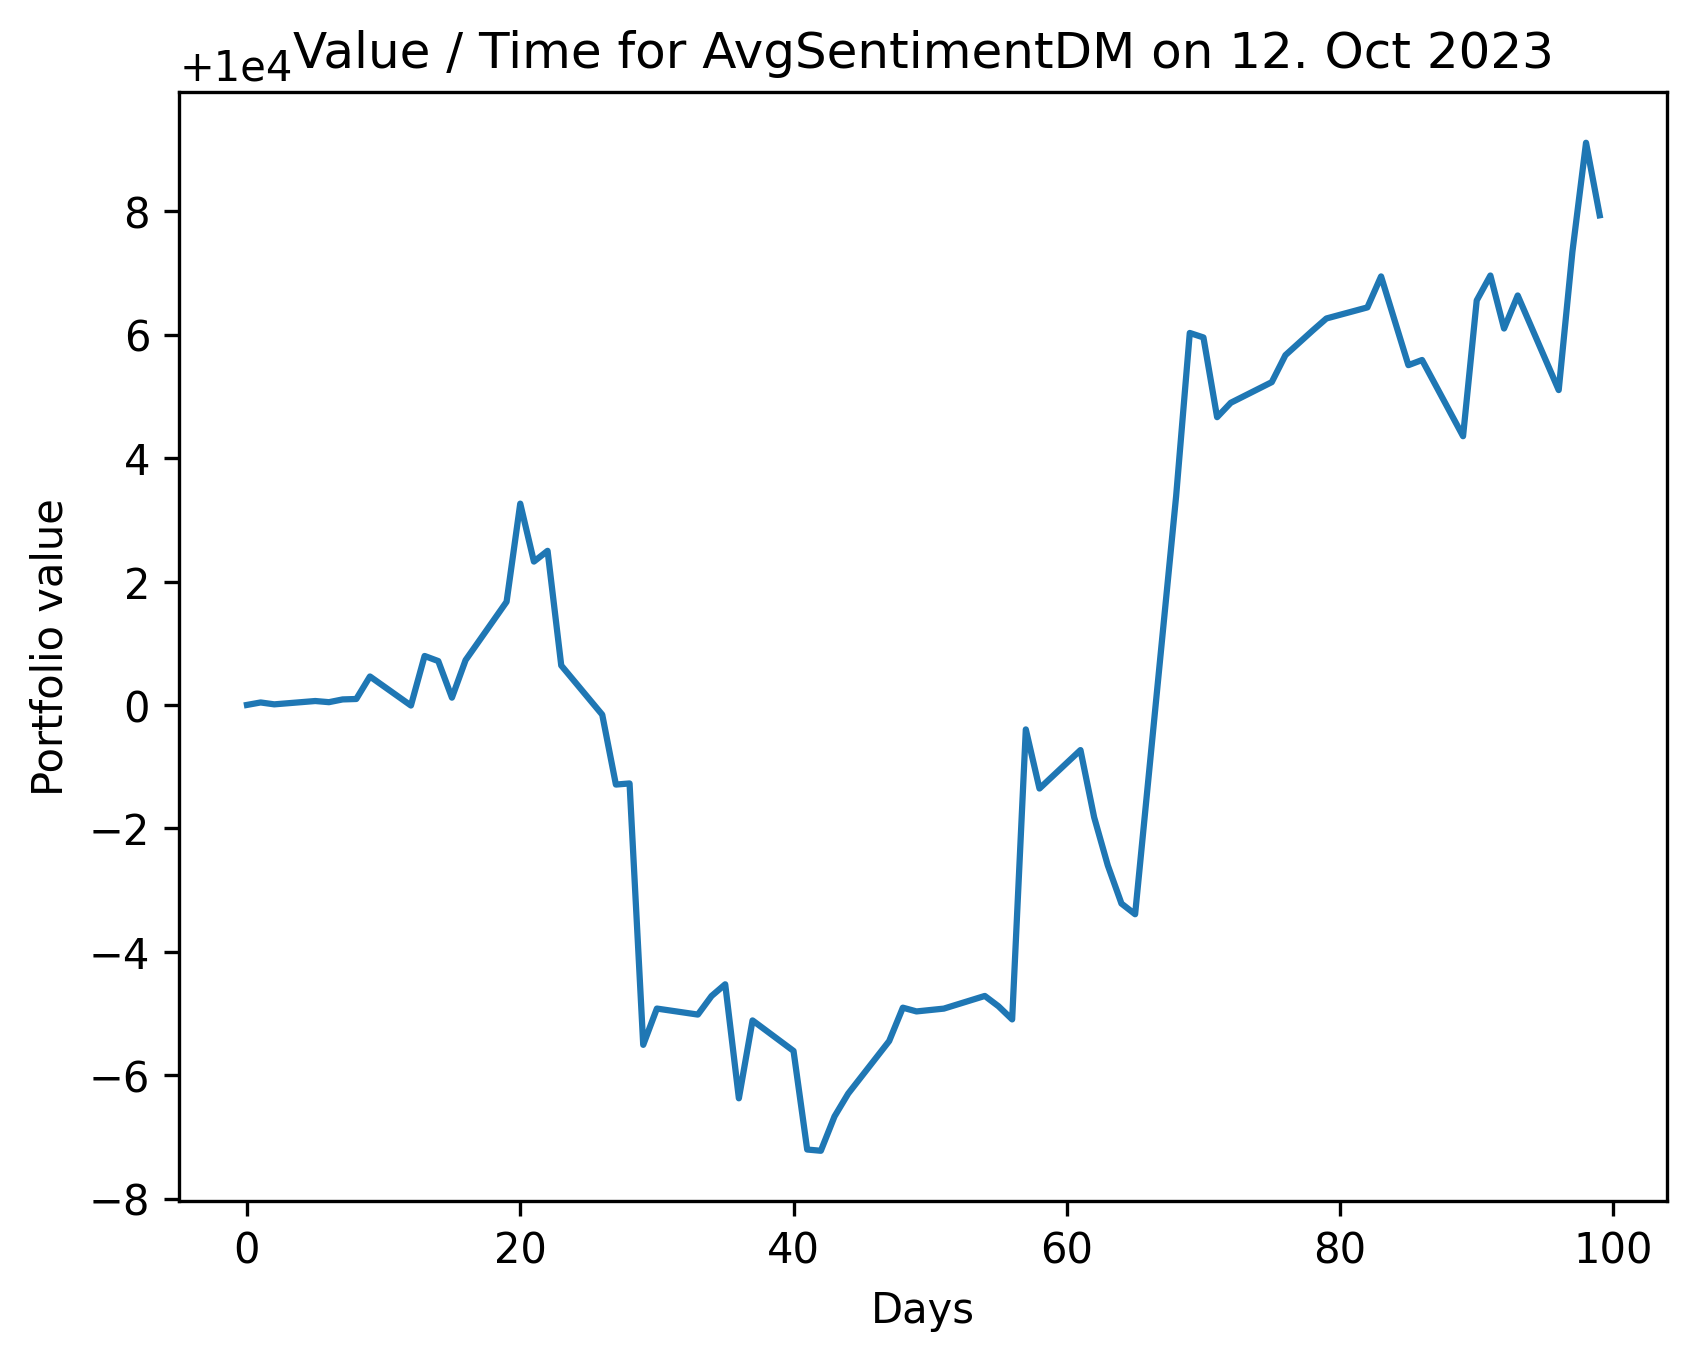 Value / Time for AvgSentimentDM on 12. Oct 2023
+1e4
8
6
4
2
0
−2
−4
−6
−8
Portfolio value
0 20 40 60 80 100
Days